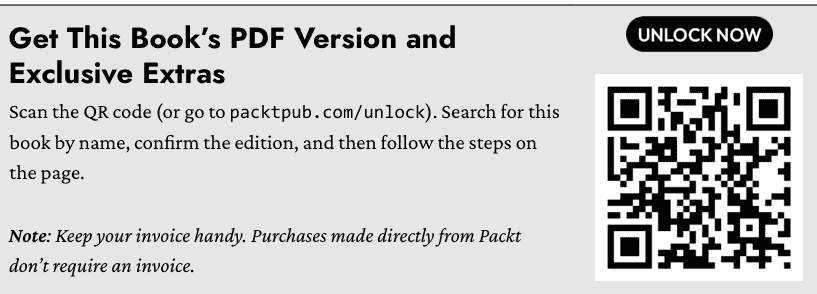 Get This Book’s PDF Version and
Exclusive Extras
UNLOCK NOW
Scan the QR code (or go to packtpub.com/unlock). Search for this
book by name, confirm the edition, and then follow the steps on
the page.
Note: Keep your invoice handy. Purchases made directly from Packt
don’t require an invoice.